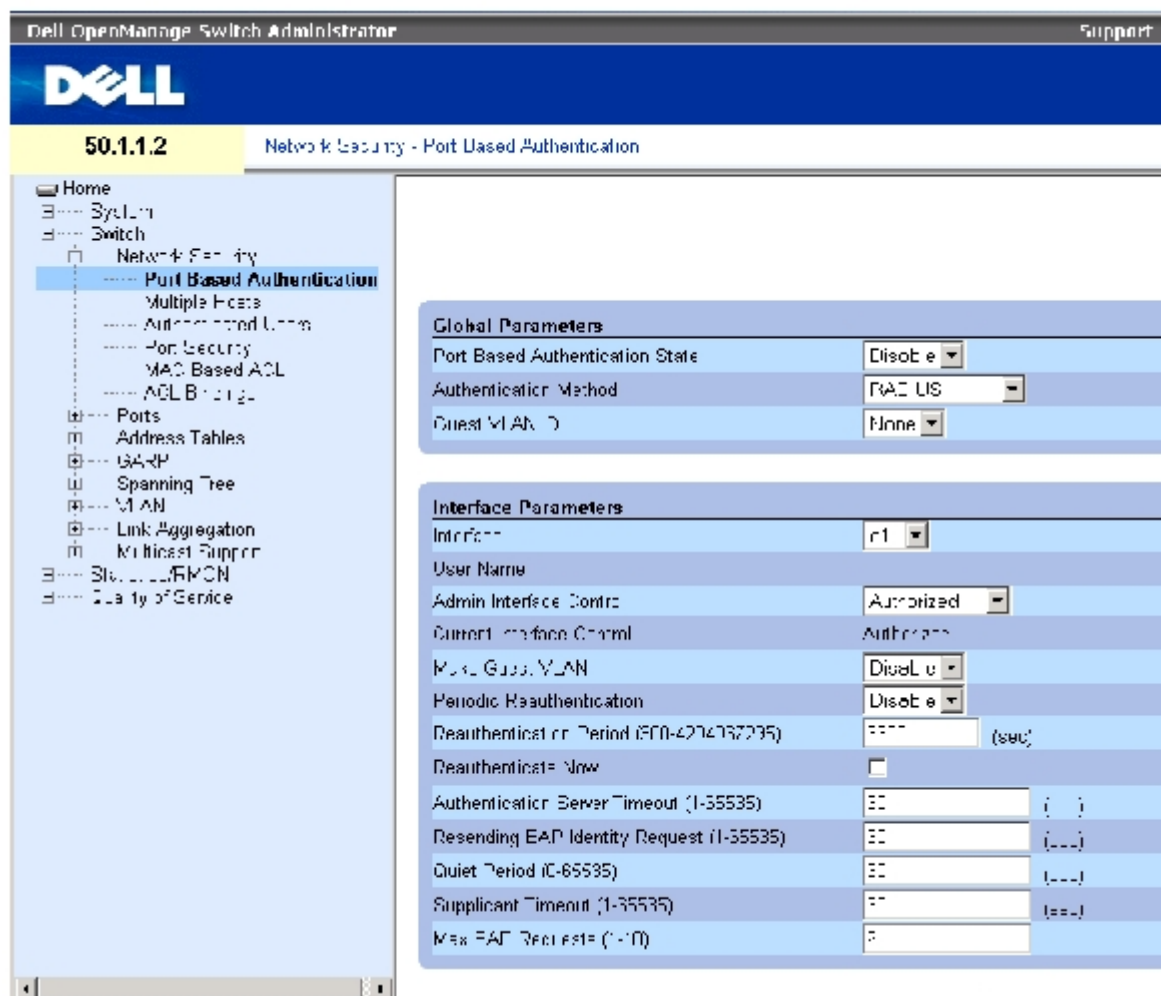 Dell OpenManage Switch Administrator
Support
DELL
50.1.1.2
Network Security - Port Based Authentication
Home
System
Switch
Network Security
Port Based Authentication
Multiple Hosts
Authenticated Users
Port Security
MAC Based ACL
ACL Bindings
Ports
Address Tables
GARP
Spanning Tree
VLAN
Link Aggregation
Multicast Support
Statistics/RMON
Quality of Service
Global Parameters
Port Based Authentication State
Disable
Authentication Method
RADIUS
Guest VLAN ID
None
Interface Parameters
Interface
User Name
Admin Interface Control
Authorized
Current Interface Control
Authorized
Guest VLAN
Disable
Periodic Reauthentication
Disable
Reauthentication Period (300-4294967295)
(sec)
Reauthenticate Now
Authentication Server Timeout (1-65535)
Resending EAP Identity Request (1-65535)
Quiet Period (0-65535)
Supplicant Timeout (1-65535)
Max EAP Requests (1-10)